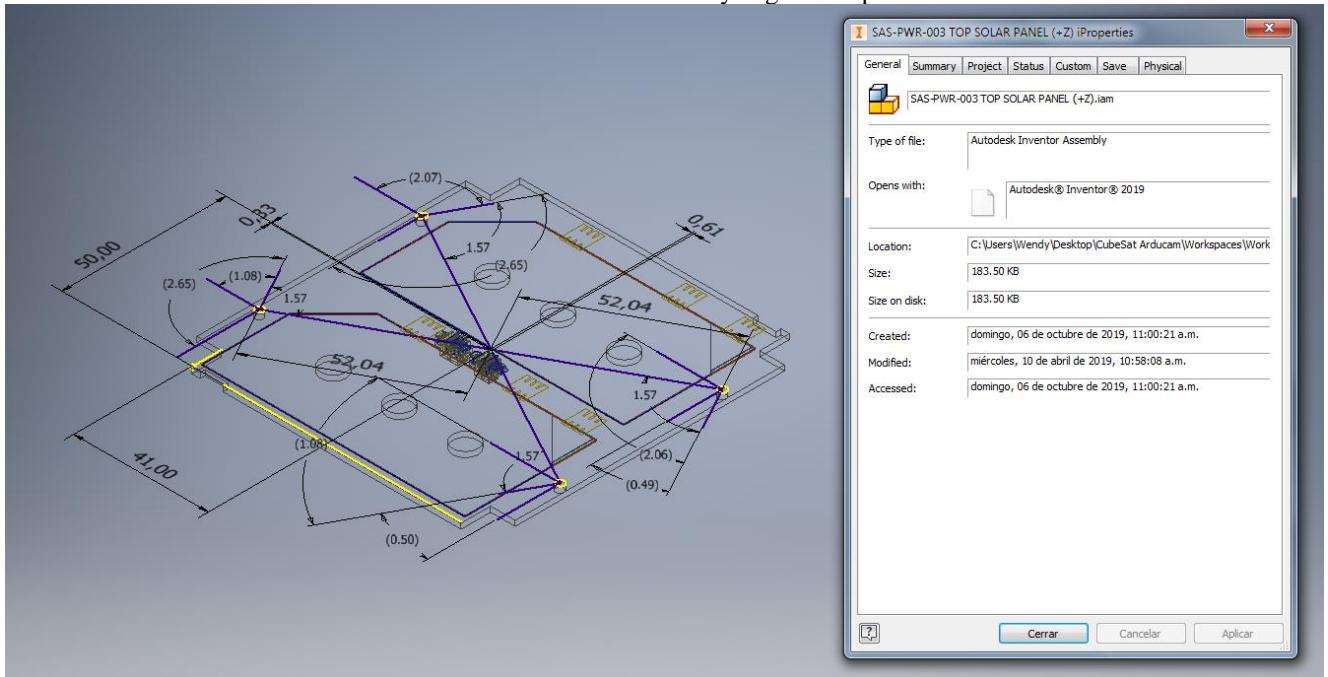 (2.07)
0,83
0,61
50,00
1.57
(2.65)
(1.08)
(2.65)
1.57
52,04
52,04
1.57
(1.08)
1.57
(2.06)
41,00
(0.49)
(0.50)
SAS-PWR-003 TOP SOLAR PANEL (+Z) iProperties
General Summary Project Status Custom Save Physical
SAS-PWR-003 TOP SOLAR PANEL (+Z).iam
Type of file: Autodesk Inventor Assembly
Opens with: Autodesk® Inventor® 2019
Location: C:\Users\Wendy\Desktop\CubeSat Arducam\Workspaces\Work
Size: 183.50 KB
Size on disk: 183.50 KB
Created: domingo, 06 de octubre de 2019, 11:00:21 a.m.
Modified: miércoles, 10 de abril de 2019, 10:58:08 a.m.
Accessed: domingo, 06 de octubre de 2019, 11:00:21 a.m.
Cerrar Cancelar Aplicar